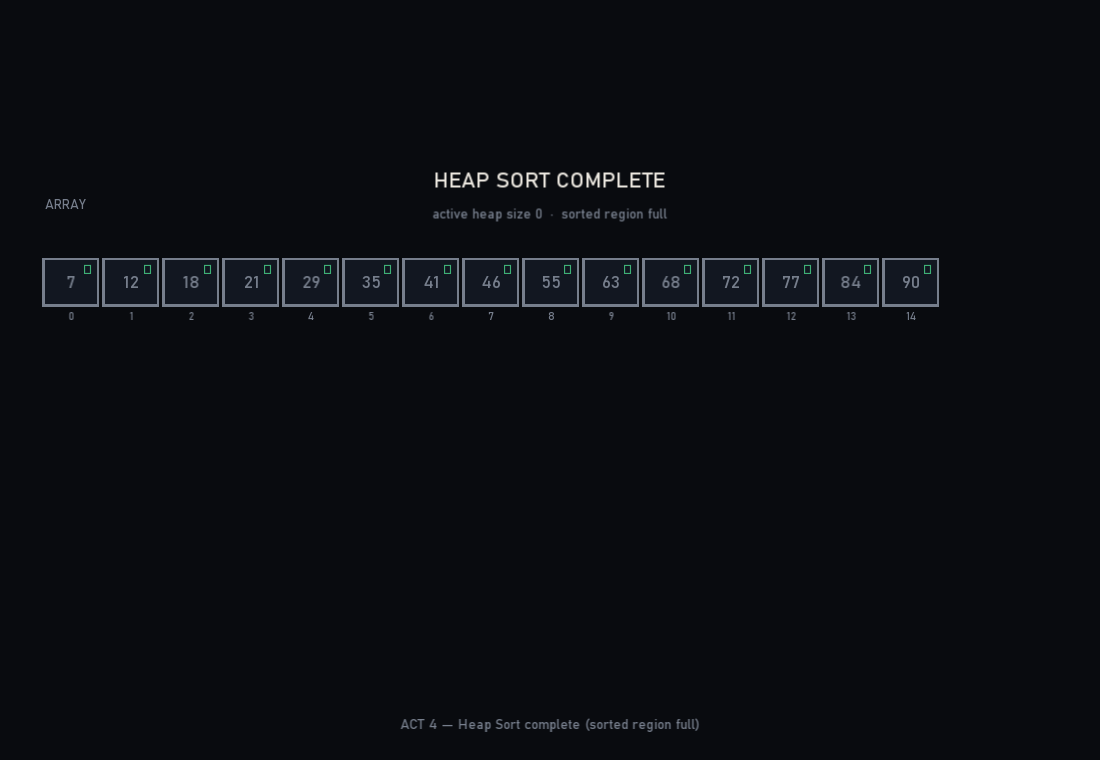 HEAP SORT COMPLETE
ARRAY
active heap size 0 · sorted region full
7 12 18 21 29 35 41 46 55 63 68 72 77 84 90
0 1 2 3 4 5 6 7 8 9 10 11 12 13 14
ACT 4 — Heap Sort complete (sorted region full)